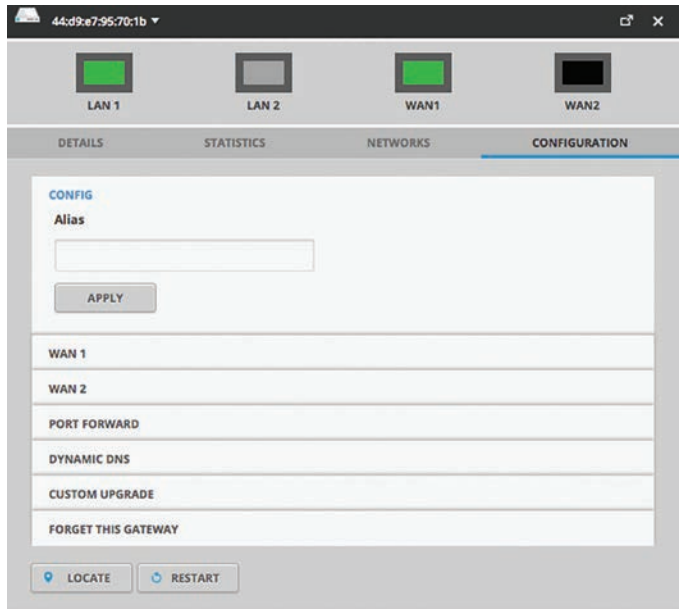 44:d9:e7:95:70:1b
LAN 1 LAN 2 WAN1 WAN2
DETAILS STATISTICS NETWORKS CONFIGURATION
CONFIG
Alias
APPLY
WAN 1
WAN 2
PORT FORWARD
DYNAMIC DNS
CUSTOM UPGRADE
FORGET THIS GATEWAY
LOCATE RESTART